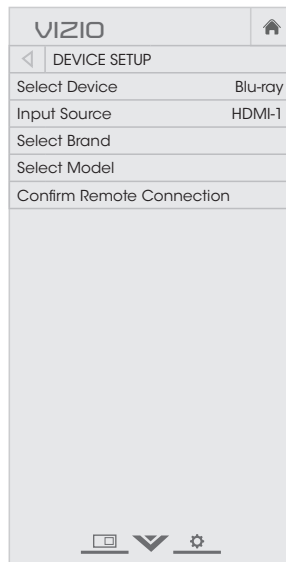 VIZIO
DEVICE SETUP
Select Device Blu-ray
Input Source HDMI-1
Select Brand
Select Model
Confirm Remote Connection